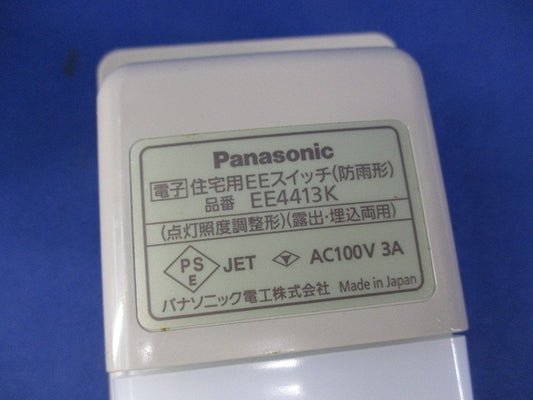 Panasonic
電子 住宅用EEスイッチ(防雨形)
品番 EE4413K
(点灯照度調整形)(露出・埋込両用)
PS E JET T AC100V 3A
パナソニック電工株式会社 Made in Japan